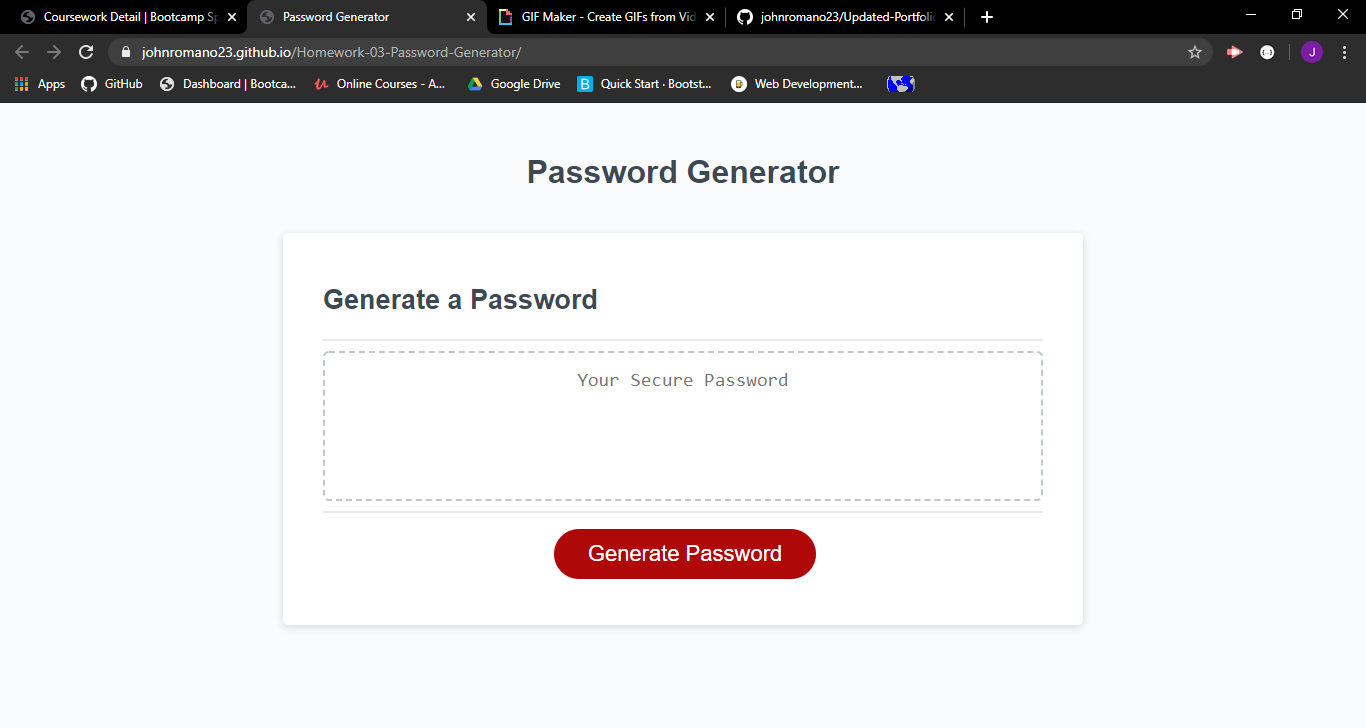 Coursework Detail | Bootcamp Sp
Password Generator
GIF Maker - Create GIFs from Vid
johnromano23/Updated-Portfolio
johnromano23.github.io/Homework-03-Password-Generator/
J
Apps
GitHub
Dashboard | Bootca...
Online Courses - A...
Google Drive
B
Quick Start · Bootst...
Web Development...
Password Generator
Generate a Password
Your Secure Password
Generate Password